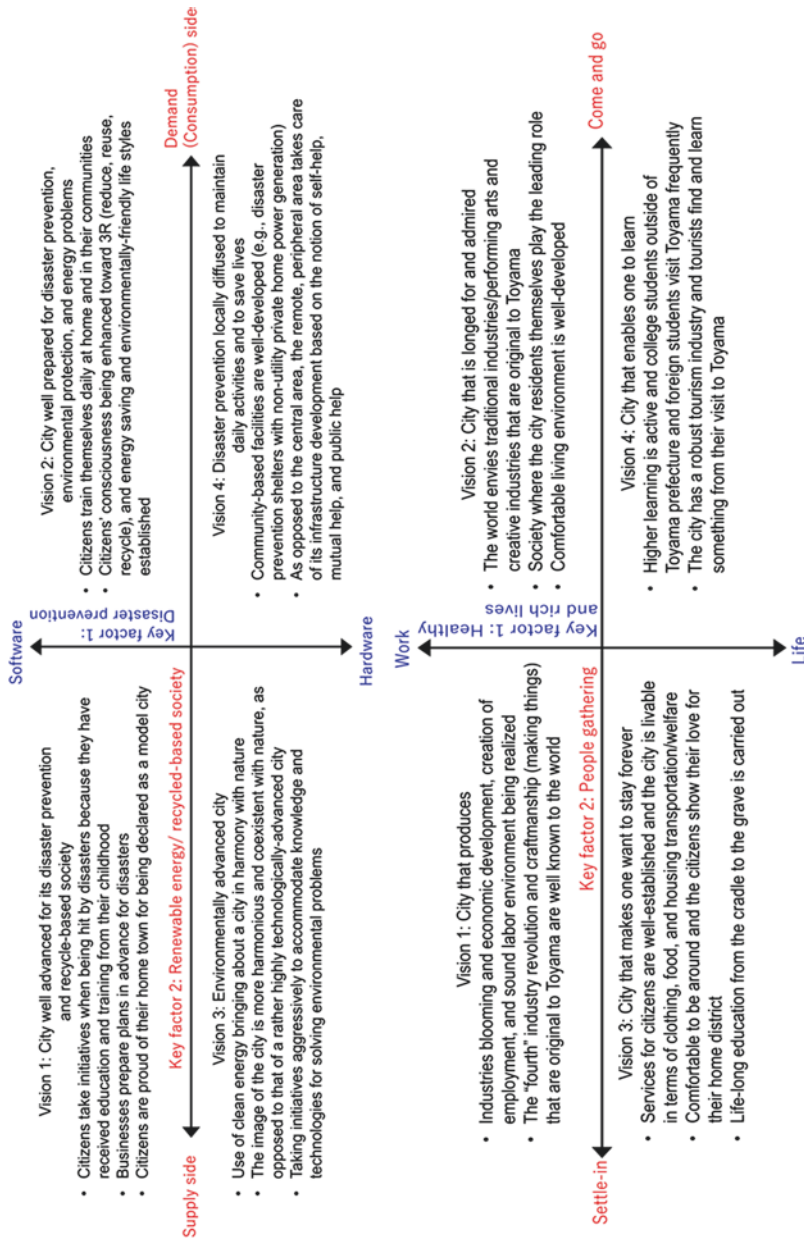 Software
Vision 1: City well advanced for its disaster prevention
and recycle-based society
• Citizens take initiatives when being hit by disasters because they have
received education and training from their childhood
• Businesses prepare plans in advance for disasters
• Citizens are proud of their home town for being declared as a model city
Key factor 1:
Disaster prevention
Vision 2: City well prepared for disaster prevention,
environmental protection, and energy problems
• Citizens train themselves daily at home and in their communities
• Citizens' consciousness being enhanced toward 3R (reduce, reuse,
recycle), and energy saving and environmentally-friendly life styles
established
Supply side
Key factor 2: Renewable energy/ recycled-based society
Demand
(Consumption) side
Vision 3: Environmentally advanced city
• Use of clean energy bringing about a city in harmony with nature
• The image of the city is more harmonious and coexistent with nature, as
opposed to that of a rather highly technologically-advanced city
• Taking initiatives aggressively to accommodate knowledge and
technologies for solving environmental problems
Vision 4: Disaster prevention locally diffused to maintain
daily activities and to save lives
• Community-based facilities are well-developed (e.g., disaster
prevention shelters with non-utility private home power generation)
• As opposed to the central area, the remote, peripheral area takes care
of its infrastructure development based on the notion of self-help,
mutual help, and public help
Hardware
Work
Vision 1: City that produces
• Industries blooming and economic development, creation of
employment, and sound labor environment being realized
• The "fourth" industry revolution and craftmanship (making things)
that are original to Toyama are well known to the world
Key factor 1: Healthy
and rich lives
Vision 2: City that is longed for and admired
• The world envies traditional industries/performing arts and
creative industries that are original to Toyama
• Society where the city residents themselves play the leading role
• Comfortable living environment is well-developed
Settle-in
Key factor 2: People gathering
Come and go
Vision 3: City that makes one want to stay forever
• Services for citizens are well-established and the city is livable
in terms of clothing, food, and housing transportation/welfare
• Comfortable to be around and the citizens show their love for
their home district
• Life-long education from the cradle to the grave is carried out
Vision 4: City that enables one to learn
• Higher learning is active and college students outside of
Toyama prefecture and foreign students visit Toyama frequently
• The city has a robust tourism industry and tourists find and learn
something from their visit to Toyama
Life